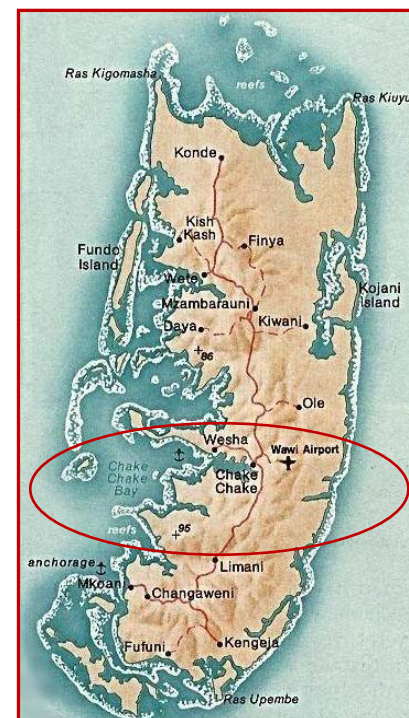 Ras Kigomasha
reefs
Ras Kiuyu
Konde
Kish
Kash
Finya
Fundo
Island
Wete
Kojani
Island
Mzambarauni
Daya
Kiwani
86
Ole
Wesha
Wawi Airport
Chake
Chake
Bay
Chake
Chake
reefs
95
anchorage
Limani
Mkoani
Changaweni
Fufuni
Kengeja
Ras Upembe